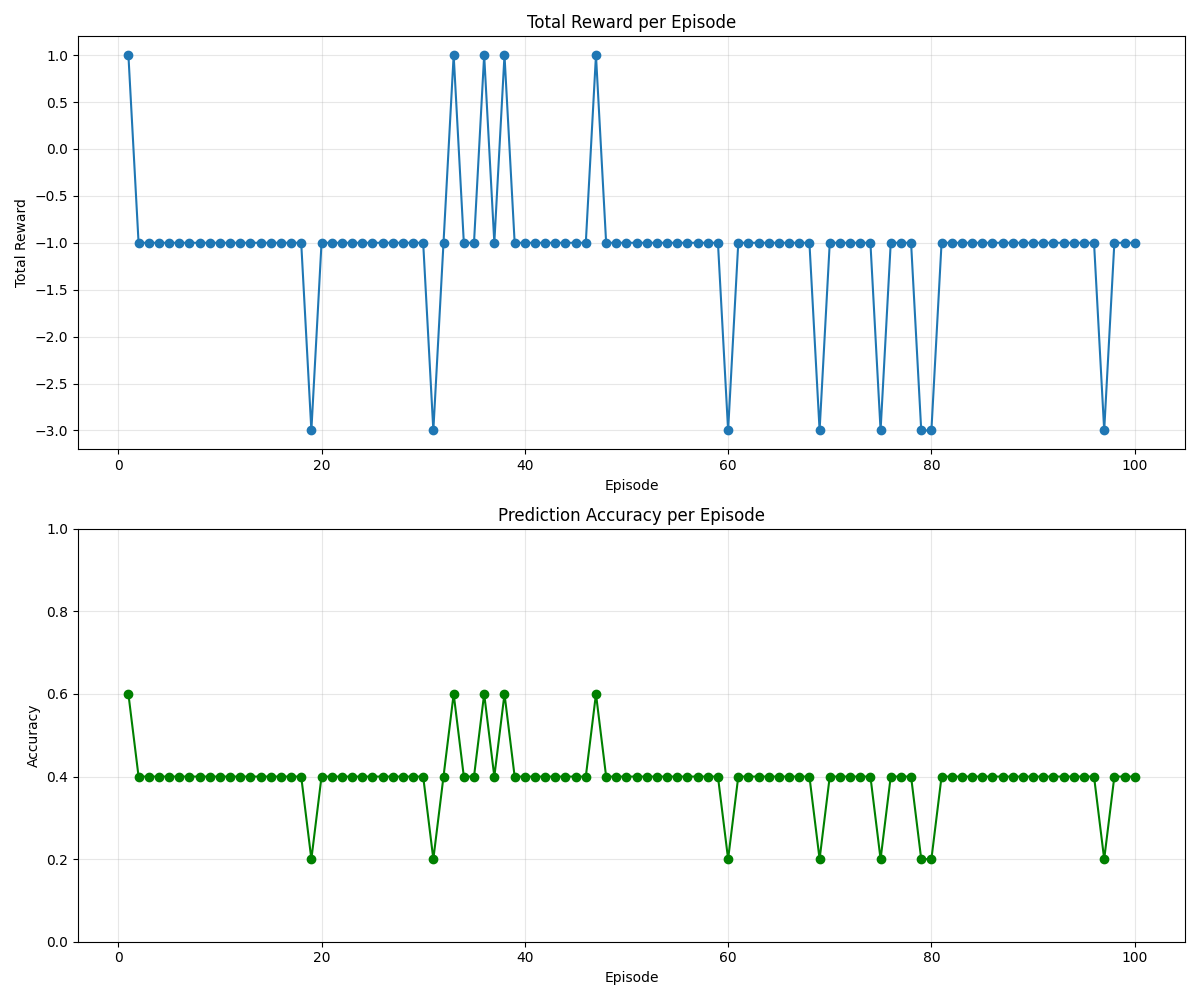 Total Reward per Episode
1.0
0.5
0.0
−0.5
−1.0
−1.5
−2.0
−2.5
−3.0
Total Reward
0 20 40 60 80 100
Episode
Prediction Accuracy per Episode
1.0
0.8
0.6
0.4
0.2
0.0
Accuracy
0 20 40 60 80 100
Episode